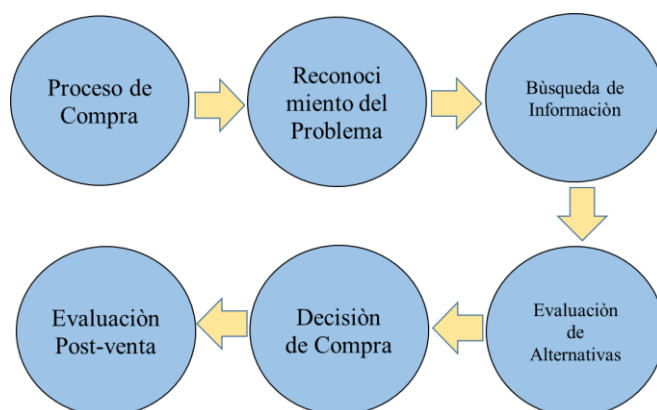 Proceso de
Compra
Reconoci
miento del
Problema
Bùsqueda de
Informaciòn
Evaluaciòn
de
Alternativas
Decisiòn
de Compra
Evaluaciòn
Post-venta